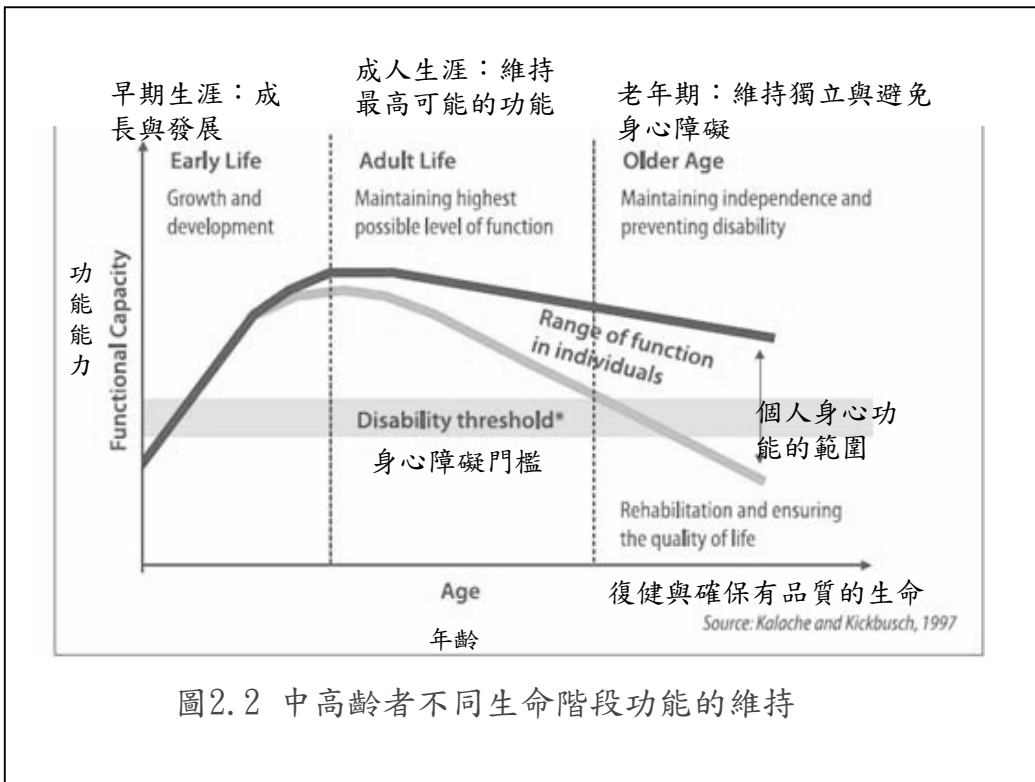 早期生涯：成
長與發展
成人生涯：維持
最高可能的功能
老年期：維持獨立與避免
身心障礙
Early Life
Growth and
development
Adult Life
Maintaining highest
possible level of function
Older Age
Maintaining independence and
preventing disability
功
能
能
力
Functional Capacity
Range of function
in individuals
Disability threshold*
身心障礙門檻
個人身心功
能的範圍
Rehabilitation and ensuring
the quality of life
Age
年齡
復健與確保有品質的生命
Source: Kalache and Kickbusch, 1997
圖2.2 中高齡者不同生命階段功能的維持